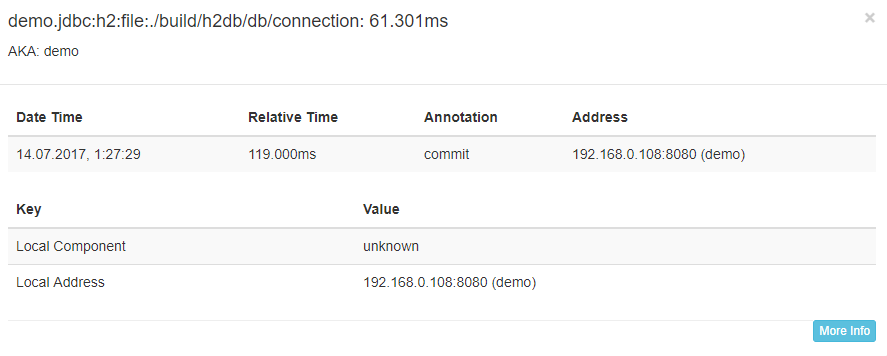 demo.jdbc:h2:file:./build/h2db/db/connection: 61.301ms
×
AKA: demo
Date Time Relative Time Annotation Address
14.07.2017, 1:27:29 119.000ms commit 192.168.0.108:8080 (demo)
Key Value
Local Component unknown
Local Address 192.168.0.108:8080 (demo)
More Info